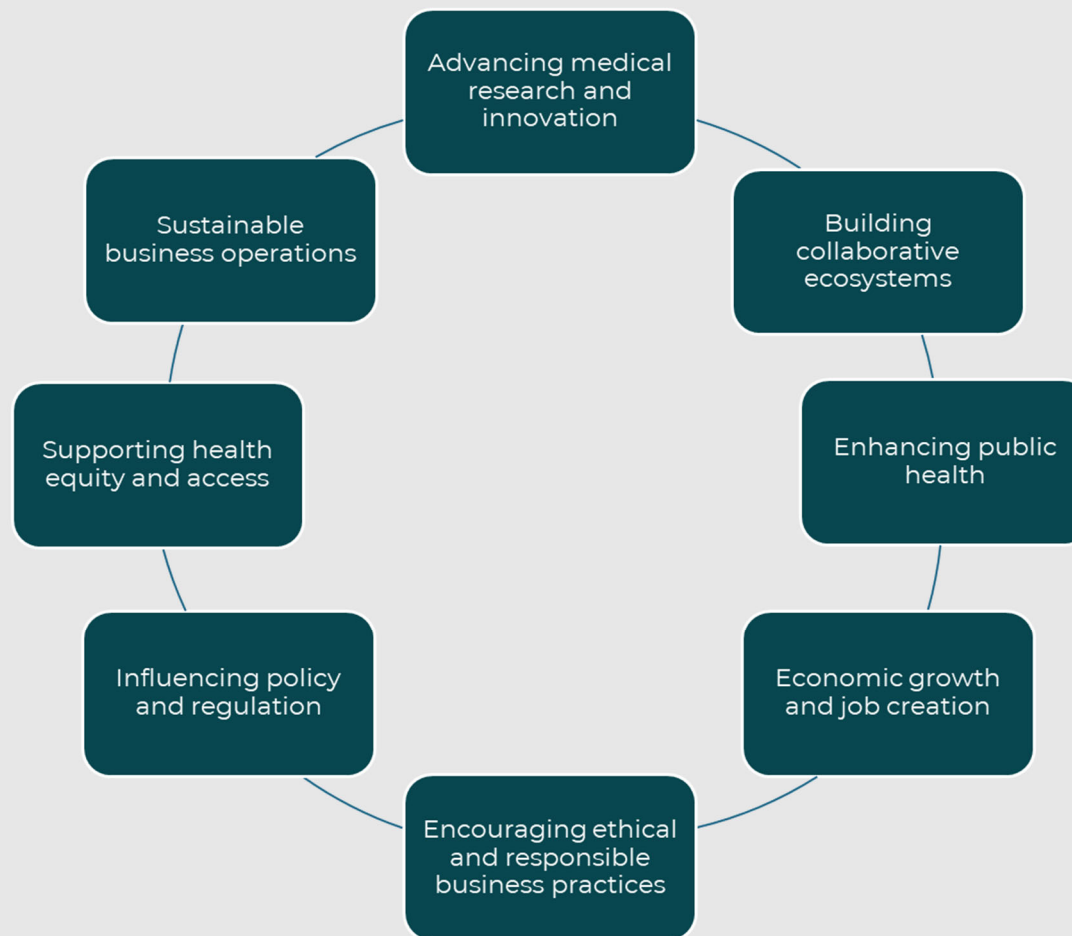 Advancing medical
research and
innovation
Building
collaborative
ecosystems
Enhancing public
health
Economic growth
and job creation
Encouraging ethical
and responsible
business practices
Influencing policy
and regulation
Supporting health
equity and access
Sustainable
business operations